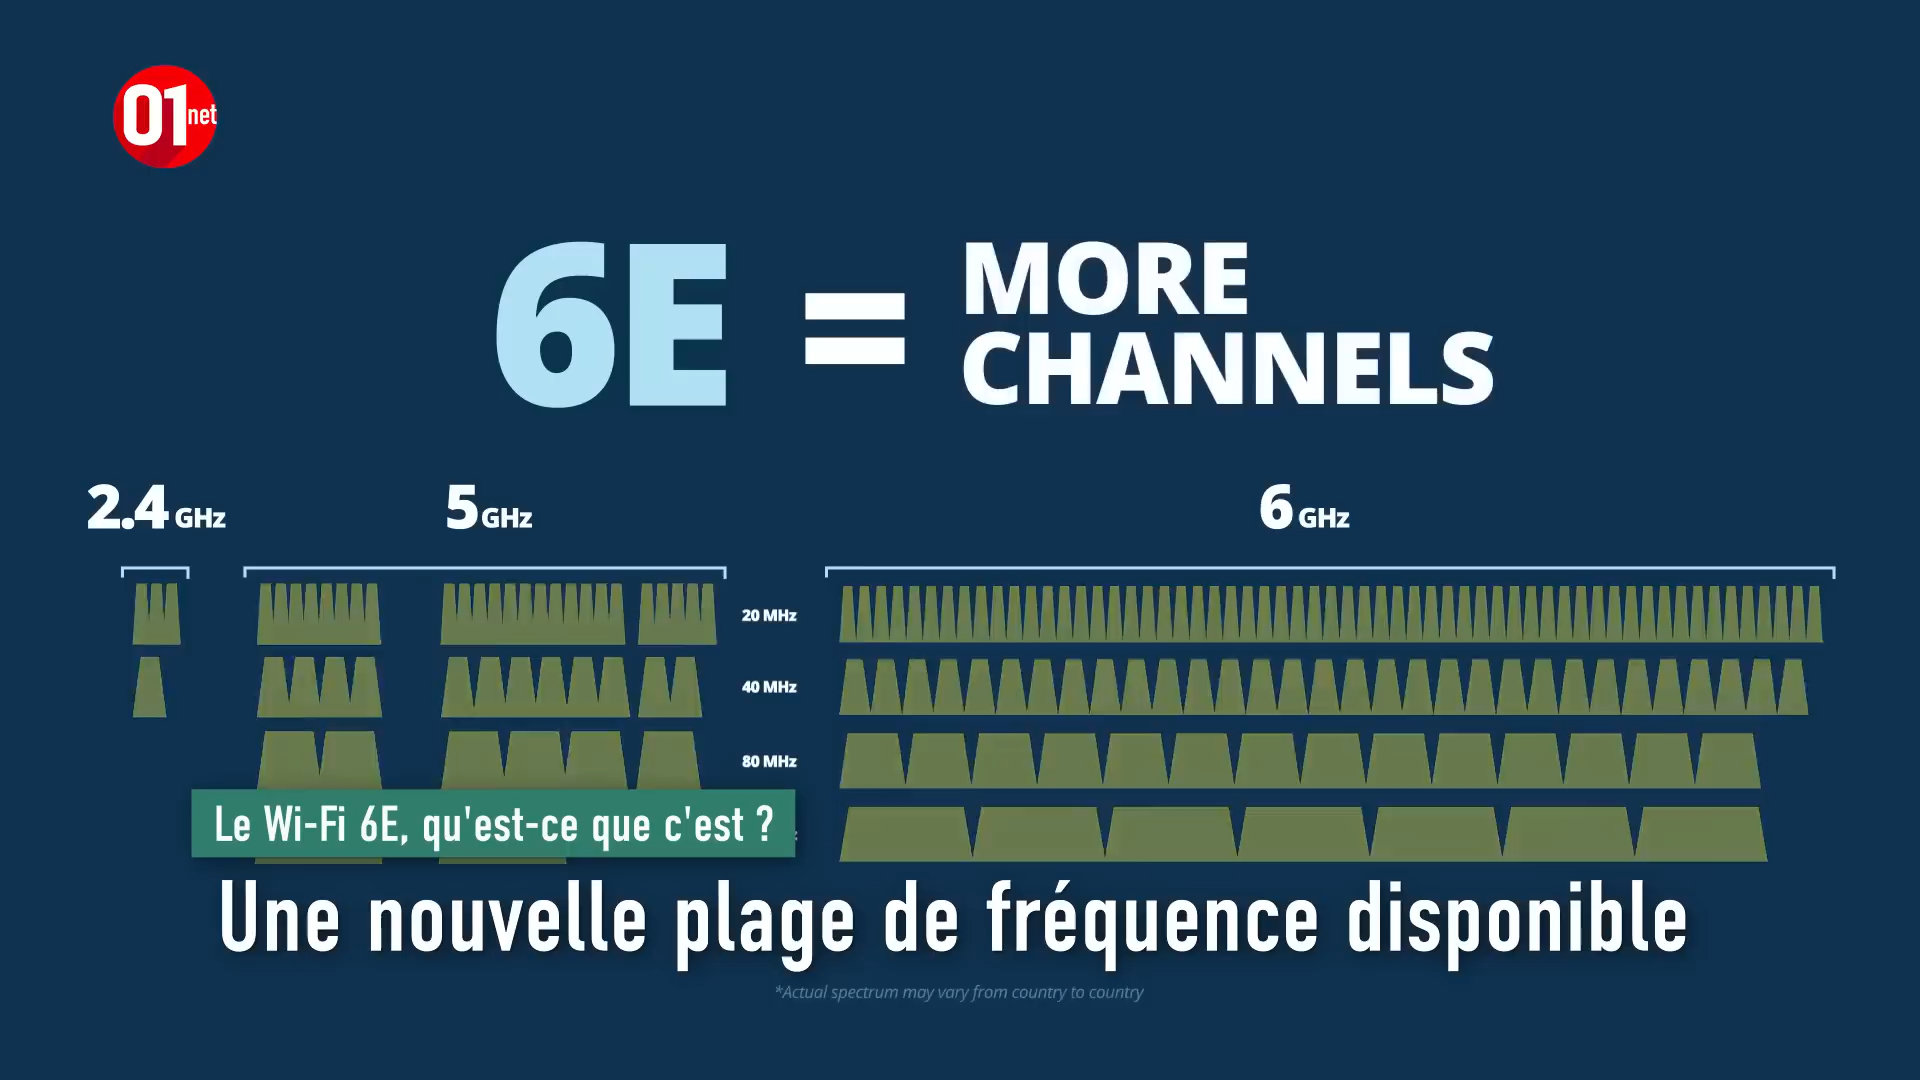 01net
6E = MORE
CHANNELS
2.4 GHz 5 GHz 6 GHz
20 MHz
40 MHz
80 MHz
Le Wi-Fi 6E, qu'est-ce que c'est ?
Une nouvelle plage de fréquence disponible
*Actual spectrum may vary from country to country